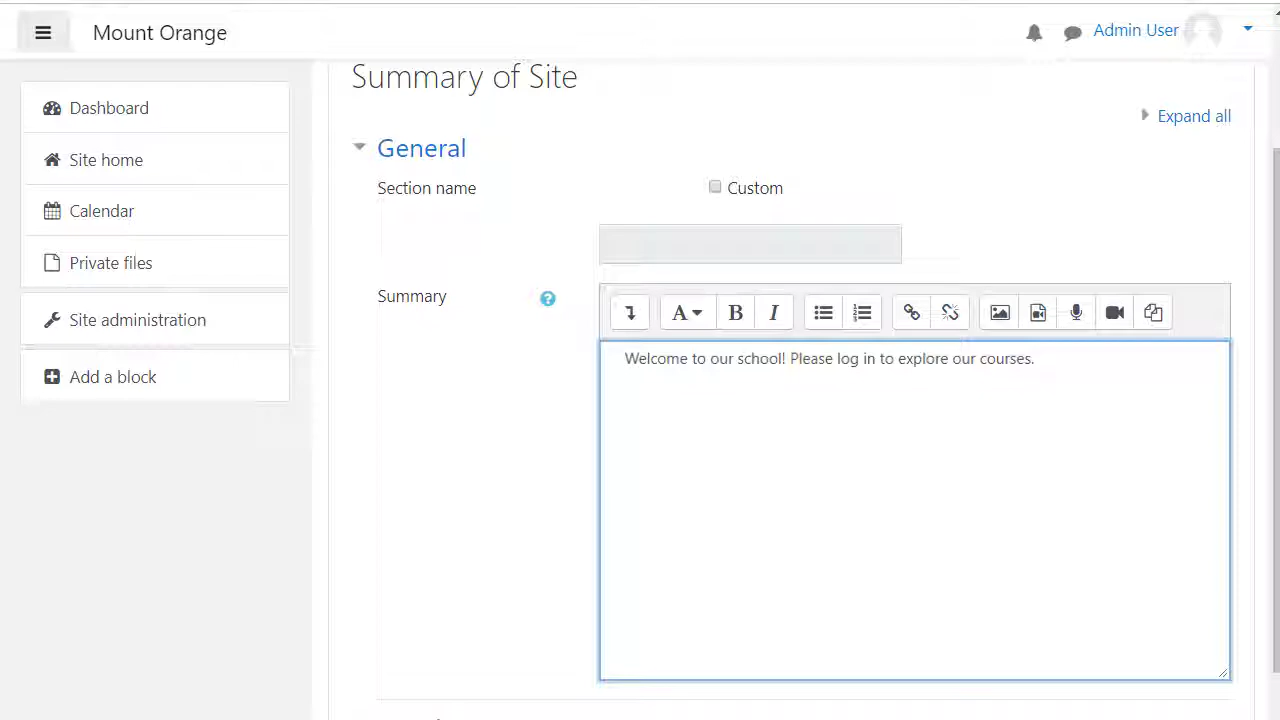 Mount Orange
Admin User
Dashboard
Site home
Calendar
Private files
Site administration
Add a block
Summary of Site
Expand all
General
Section name
Custom
Summary
A B I
Welcome to our school! Please log in to explore our courses.